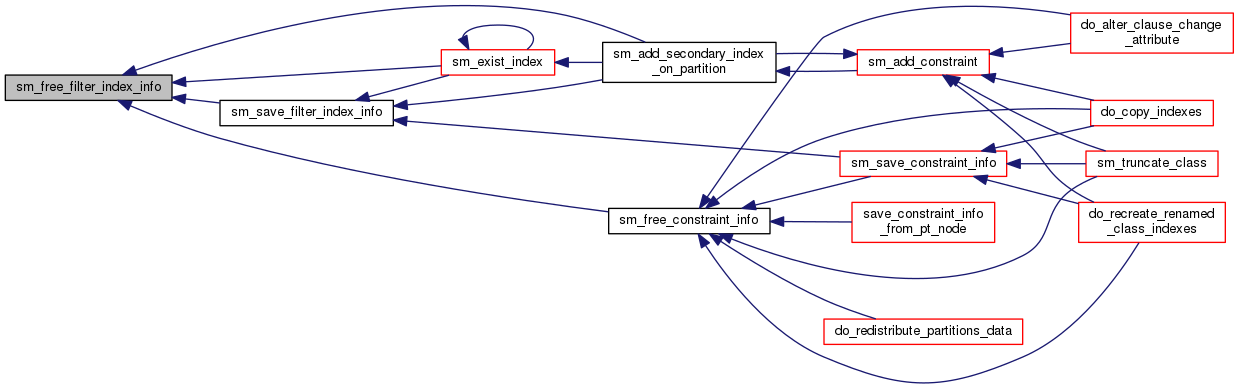 do_alter_clause_change
_attribute
sm_add_secondary_index
_on_partition
sm_exist_index
sm_add_constraint
sm_free_filter_index_info
sm_save_filter_index_info
do_copy_indexes
sm_save_constraint_info
sm_truncate_class
sm_free_constraint_info
save_constraint_info
_from_pt_node
do_recreate_renamed
_class_indexes
do_redistribute_partitions_data